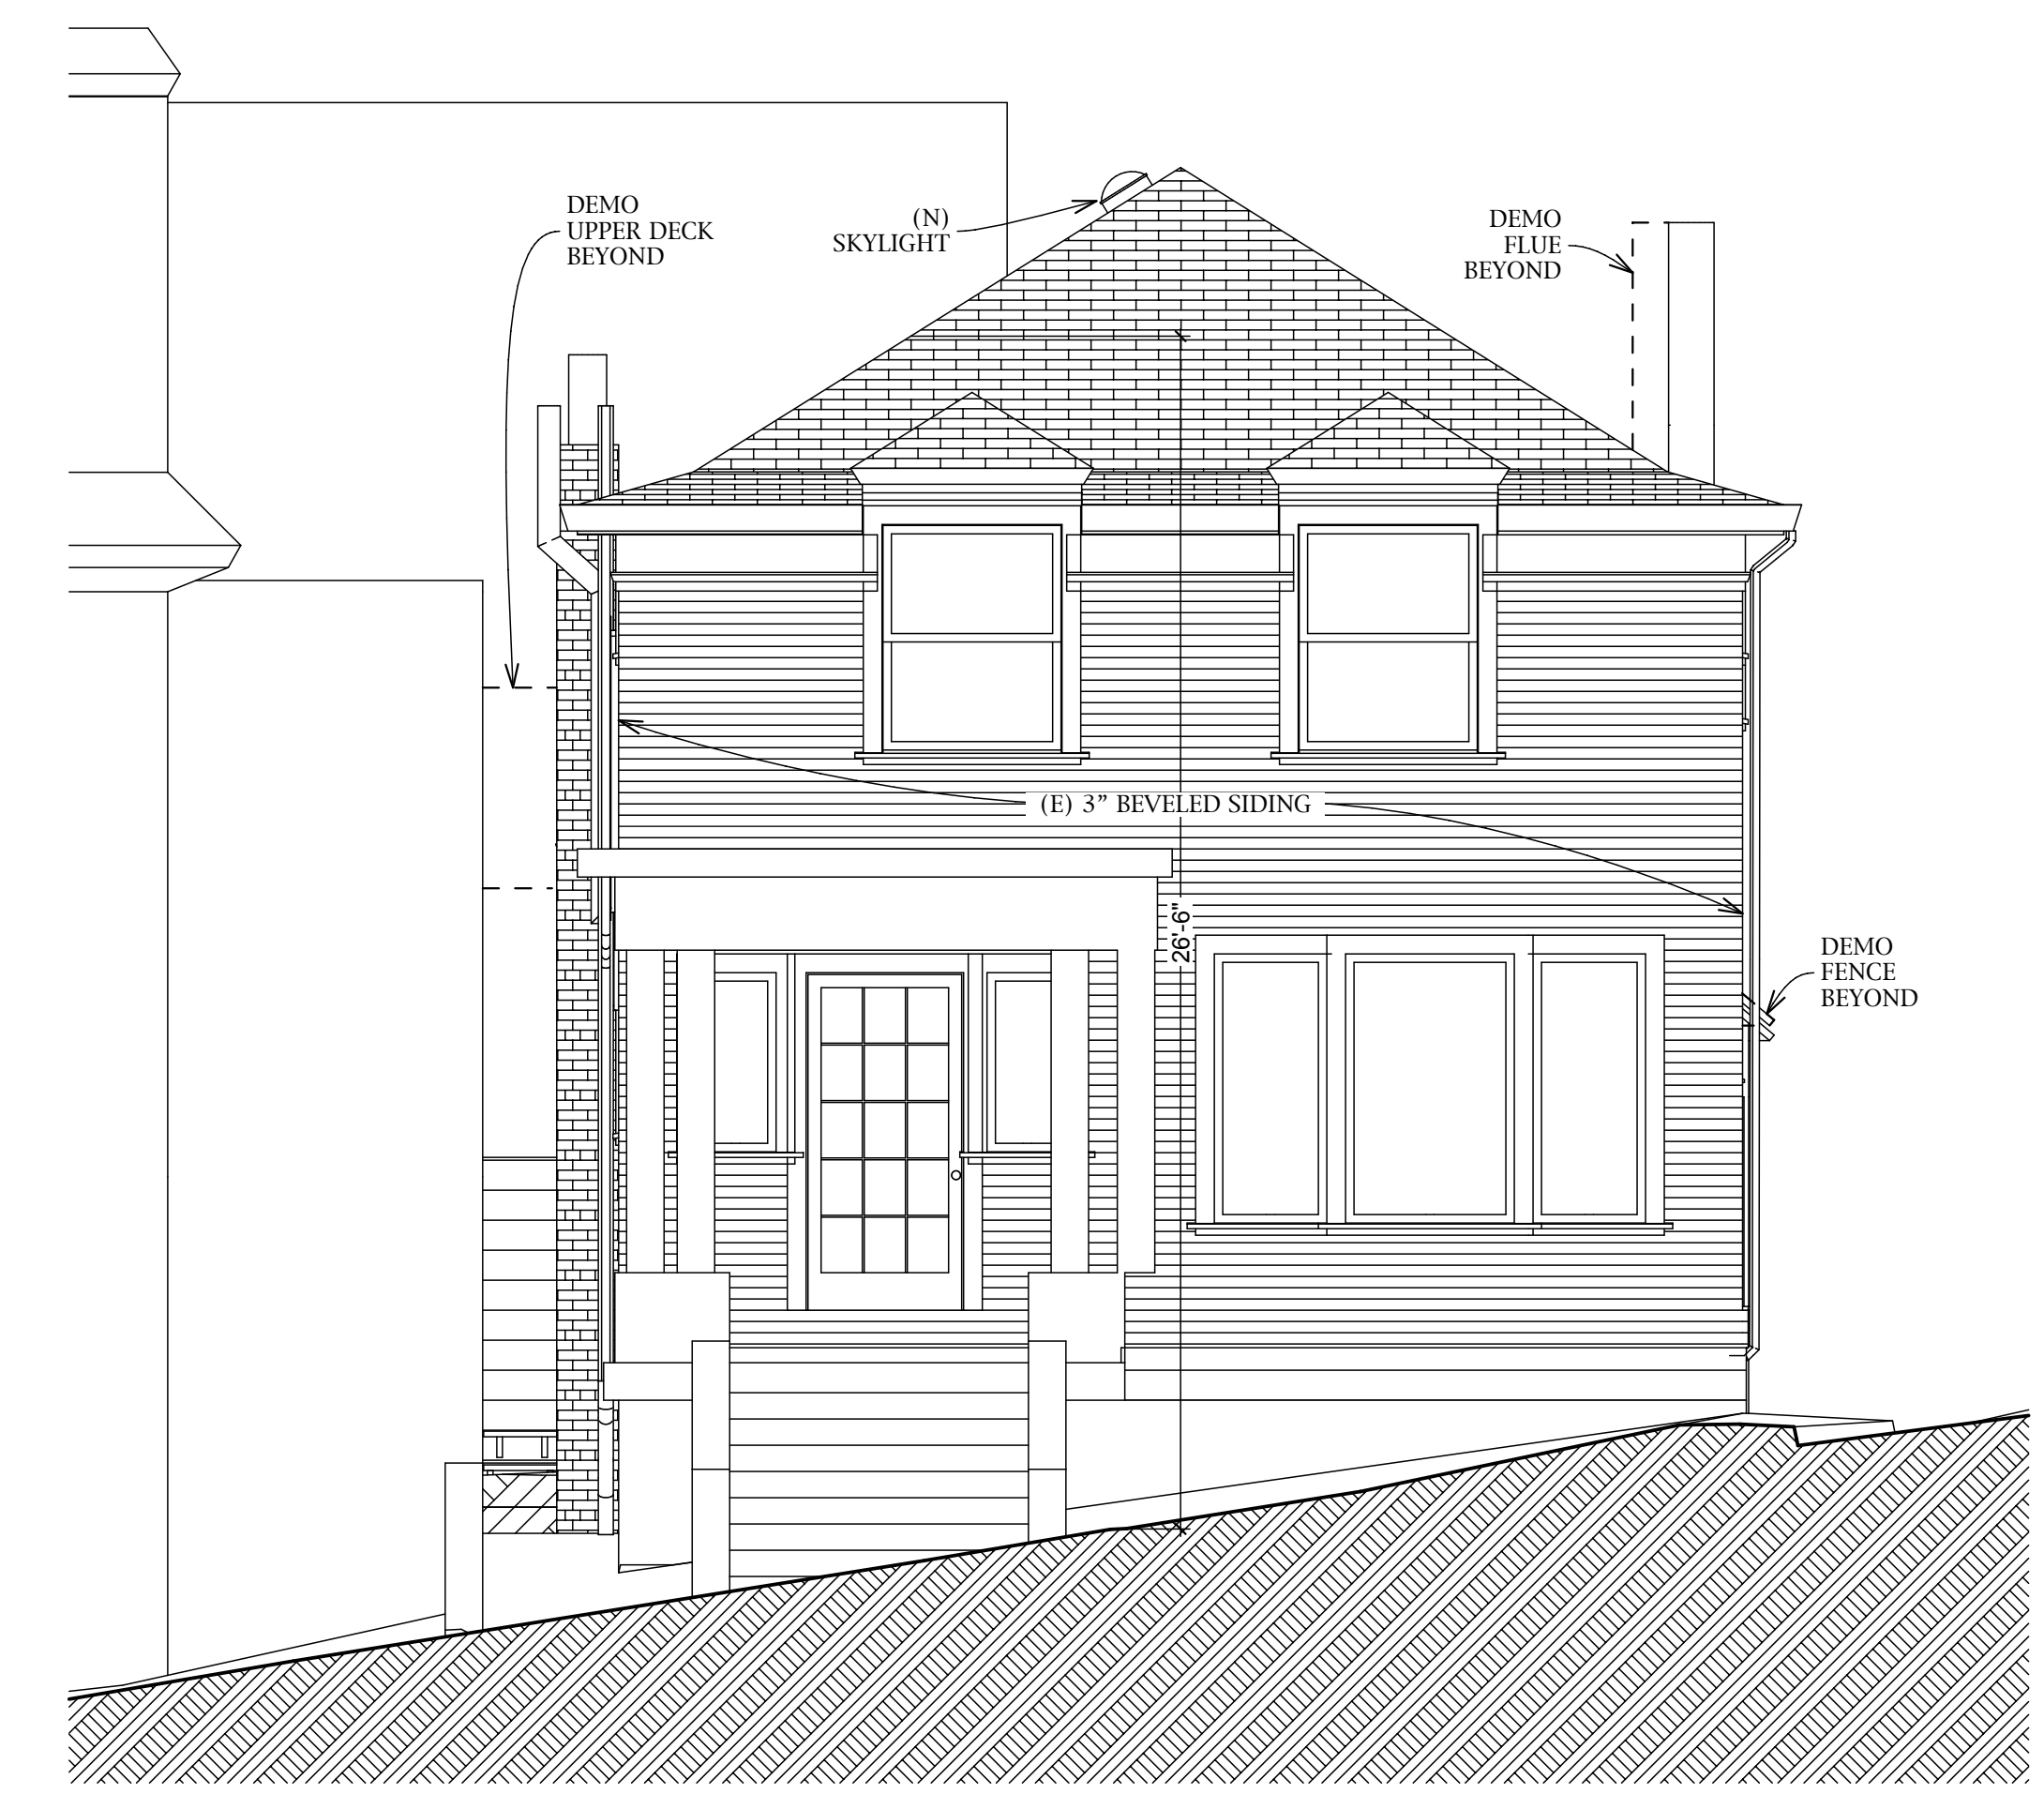 DEMO
UPPER DECK
BEYOND
(N)
SKYLIGHT
DEMO
FLUE
BEYOND
(E) 3” BEVELED SIDING
26'-6"
DEMO
FENCE
BEYOND